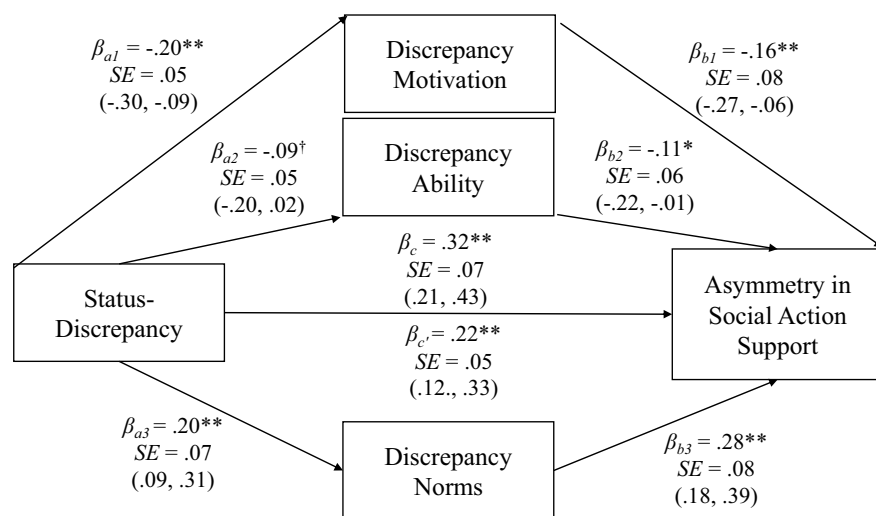 β_a1 = -.20**
SE = .05
(-.30, -.09)
Discrepancy
Motivation
β_b1 = -.16**
SE = .08
(-.27, -.06)
β_a2 = -.09†
SE = .05
(-.20, .02)
Discrepancy
Ability
β_b2 = -.11*
SE = .06
(-.22, -.01)
Status-
Discrepancy
β_c = .32**
SE = .07
(.21, .43)
β_c' = .22**
SE = .05
(.12., .33)
Asymmetry in
Social Action
Support
β_a3 = .20**
SE = .07
(.09, .31)
Discrepancy
Norms
β_b3 = .28**
SE = .08
(.18, .39)